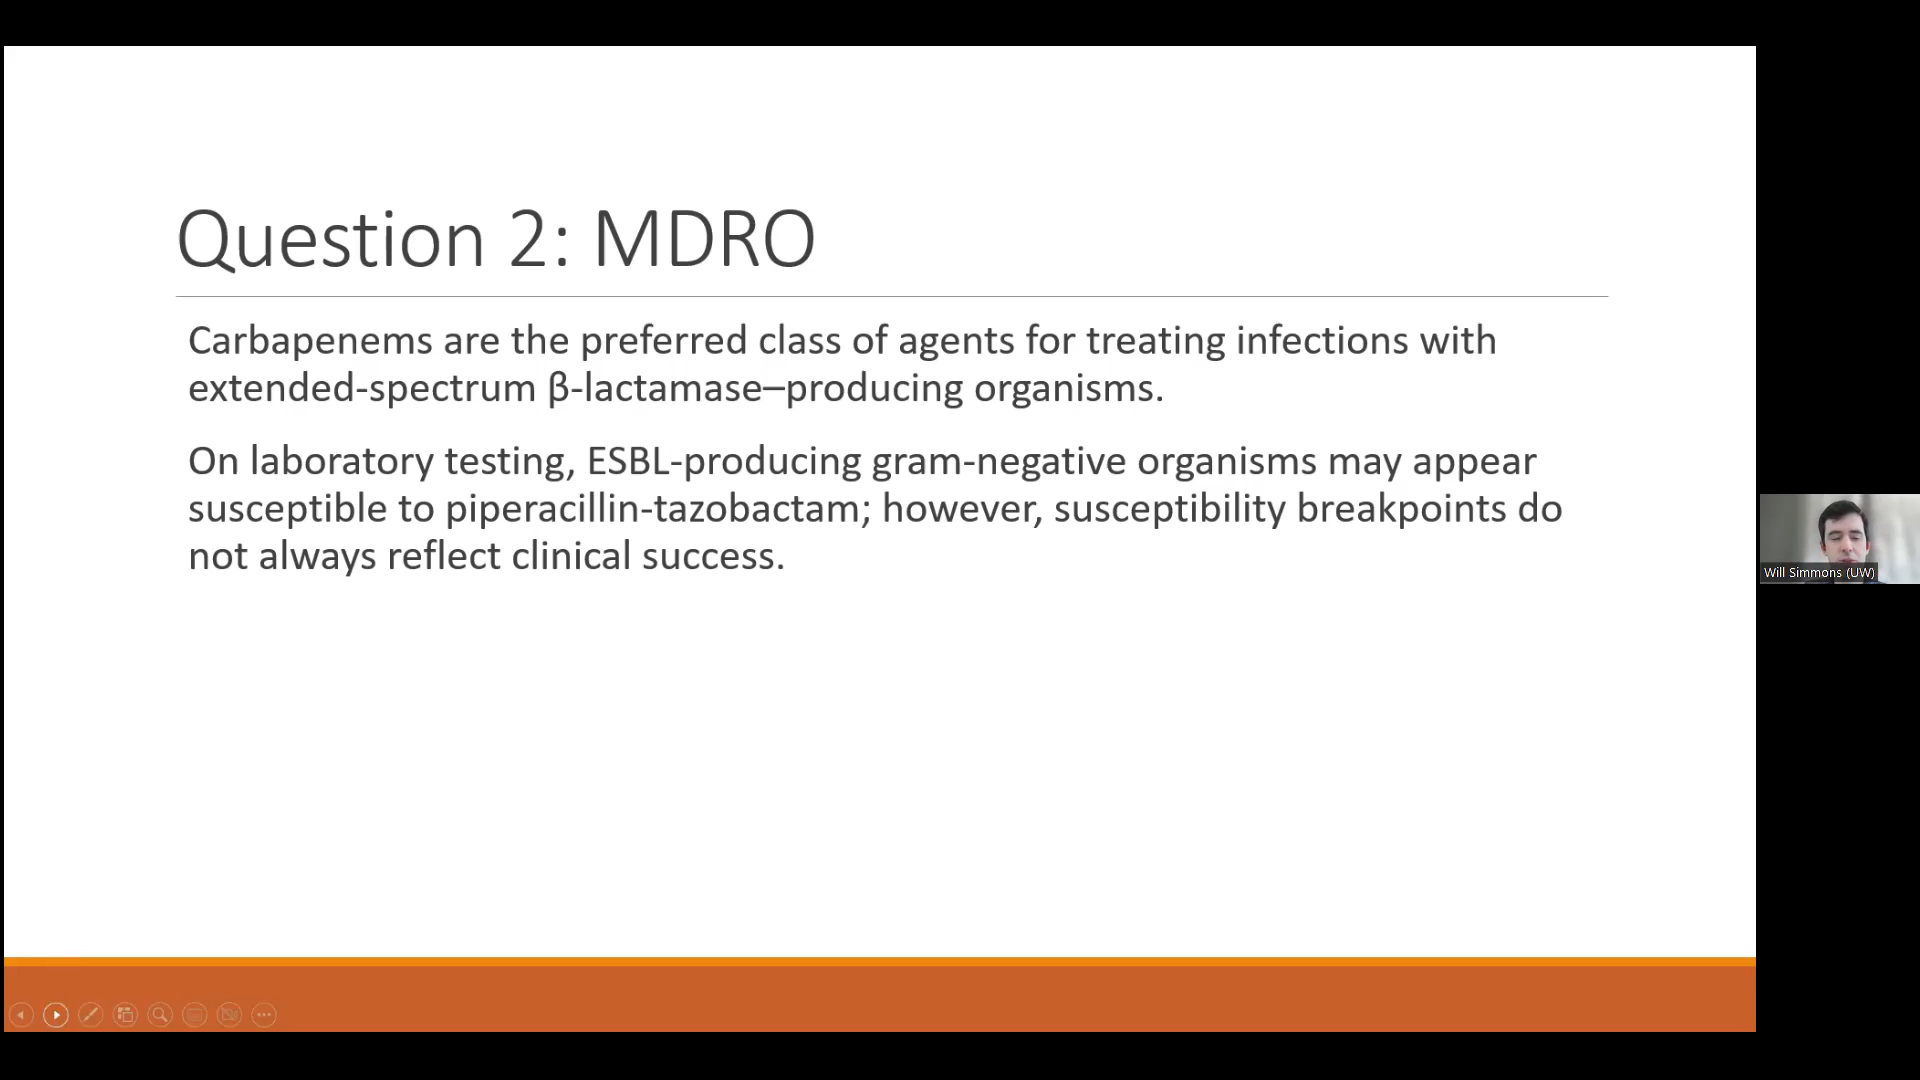 Question 2: MDRO
Carbapenems are the preferred class of agents for treating infections with
extended-spectrum β-lactamase–producing organisms.
On laboratory testing, ESBL-producing gram-negative organisms may appear
susceptible to piperacillin-tazobactam; however, susceptibility breakpoints do
not always reflect clinical success.
Will Simmons (UW)